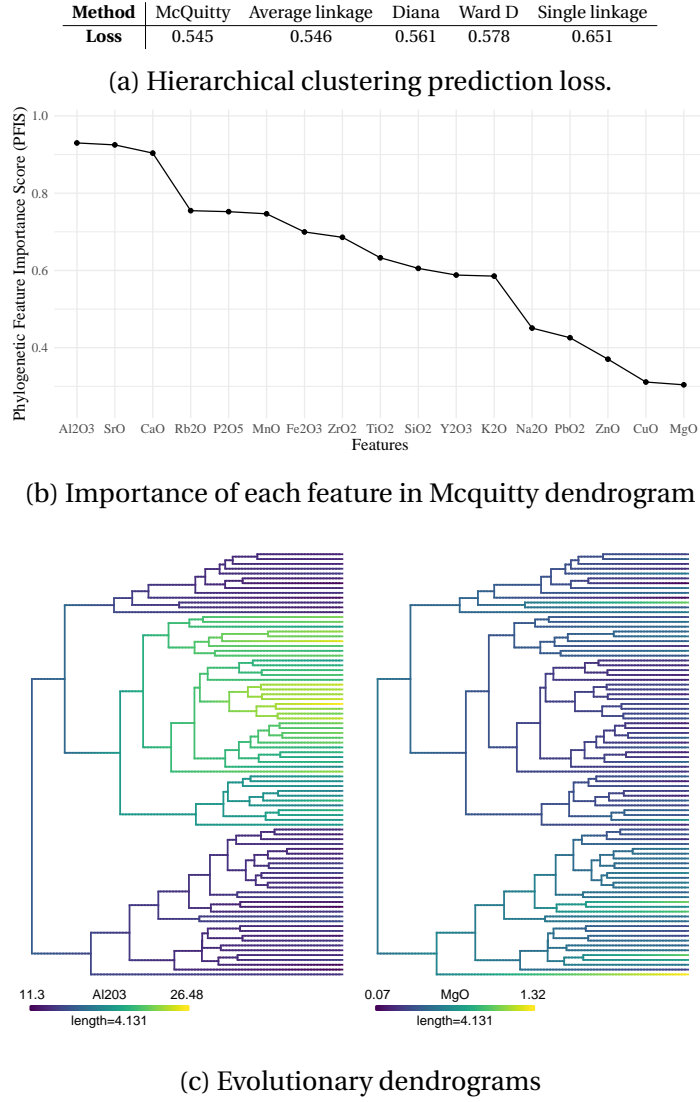 Method McQuitty Average linkage Diana Ward D Single linkage
Loss 0.545 0.546 0.561 0.578 0.651
(a) Hierarchical clustering prediction loss.
Phylogenetic Feature Importance Score (PFIS)
1.0
0.8
0.6
0.4
Al2O3 SrO CaO Rb2O P2O5 MnO Fe2O3 ZrO2 TiO2 SiO2 Y2O3 K2O Na2O PbO2 ZnO CuO MgO
Features
(b) Importance of each feature in Mcquitty dendrogram
11.3 Al203 26.48
length=4.131
0.07 MgO 1.32
length=4.131
(c) Evolutionary dendrograms